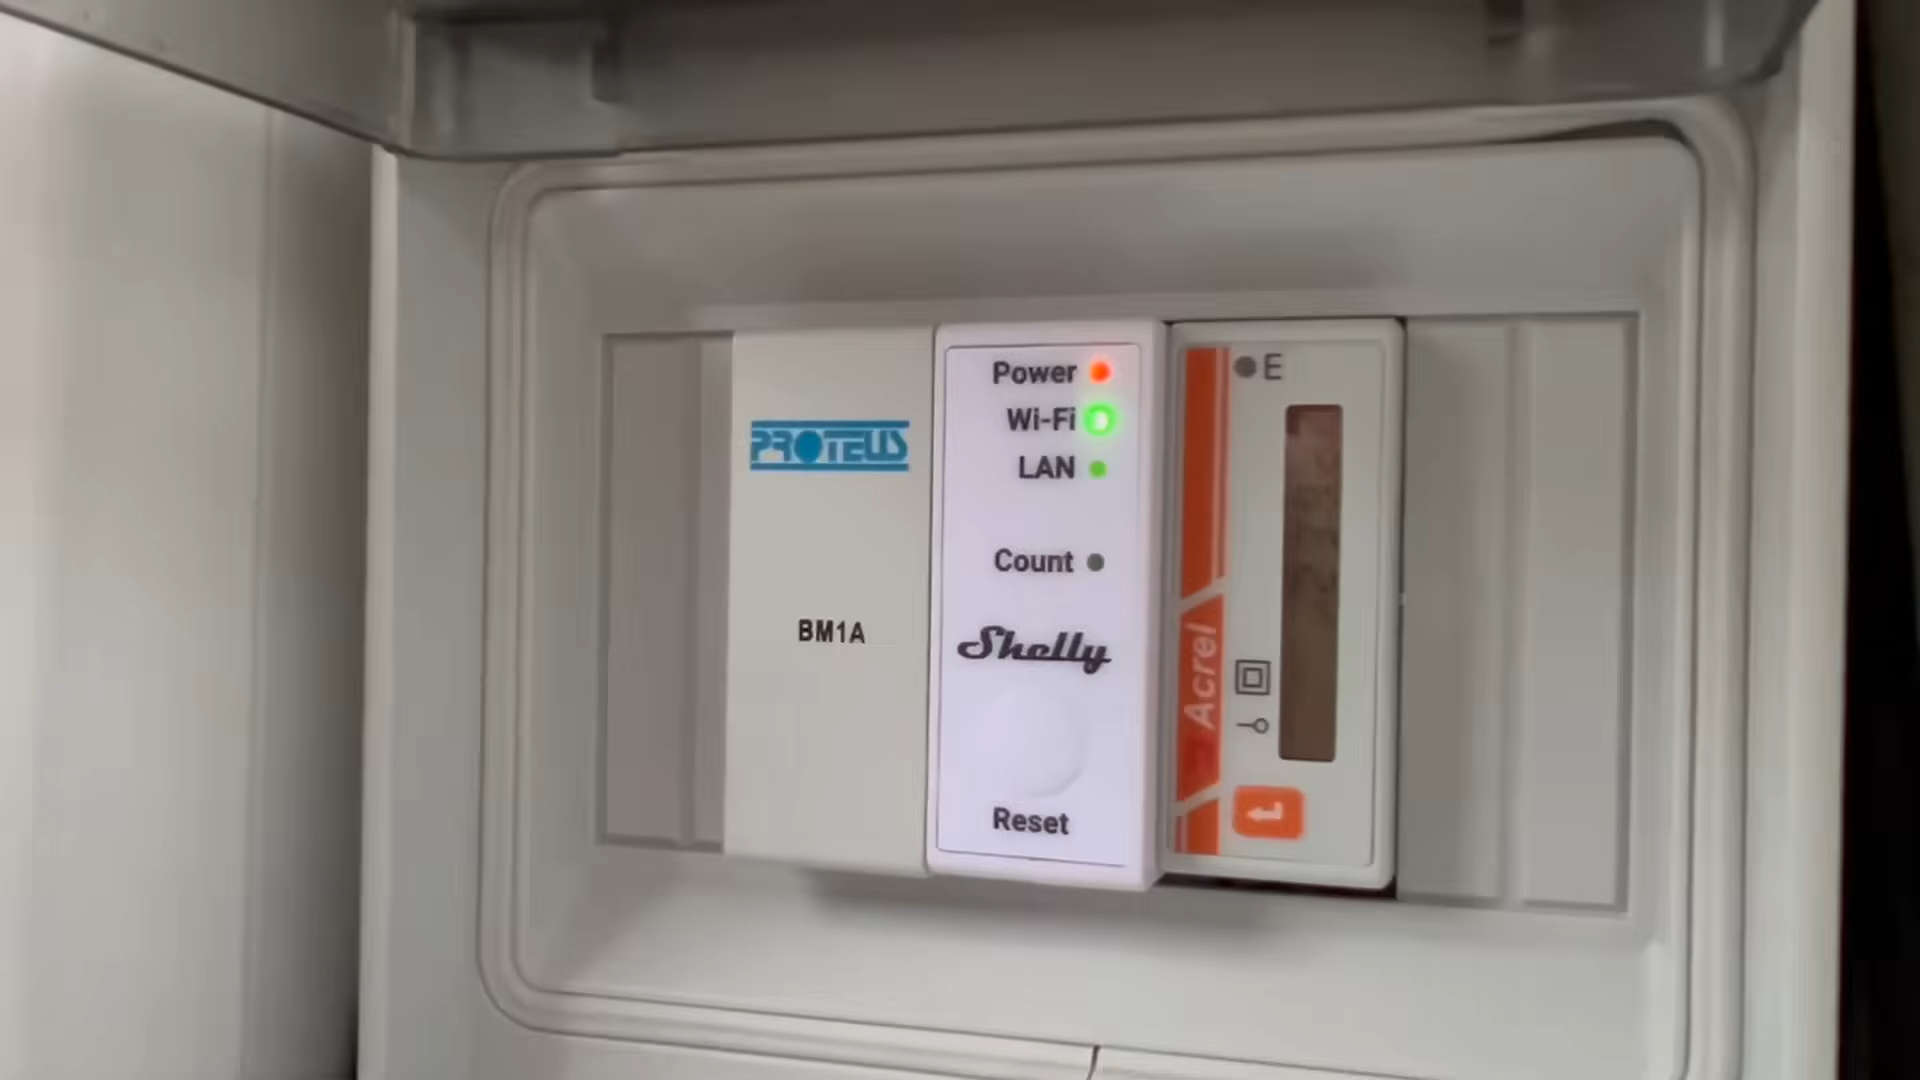 PROTEUS
BM1A
Power
Wi-Fi
LAN
Count
Shelly
Reset
E
Acrel